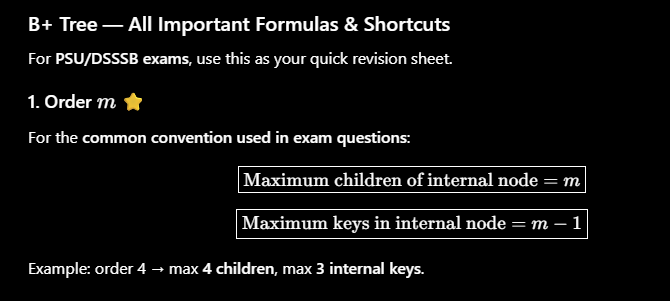 B+ Tree — All Important Formulas & Shortcuts
For PSU/DSSSB exams, use this as your quick revision sheet.
1. Order m ⭐
For the common convention used in exam questions:
Maximum children of internal node = m
Maximum keys in internal node = m − 1
Example: order 4 → max 4 children, max 3 internal keys.